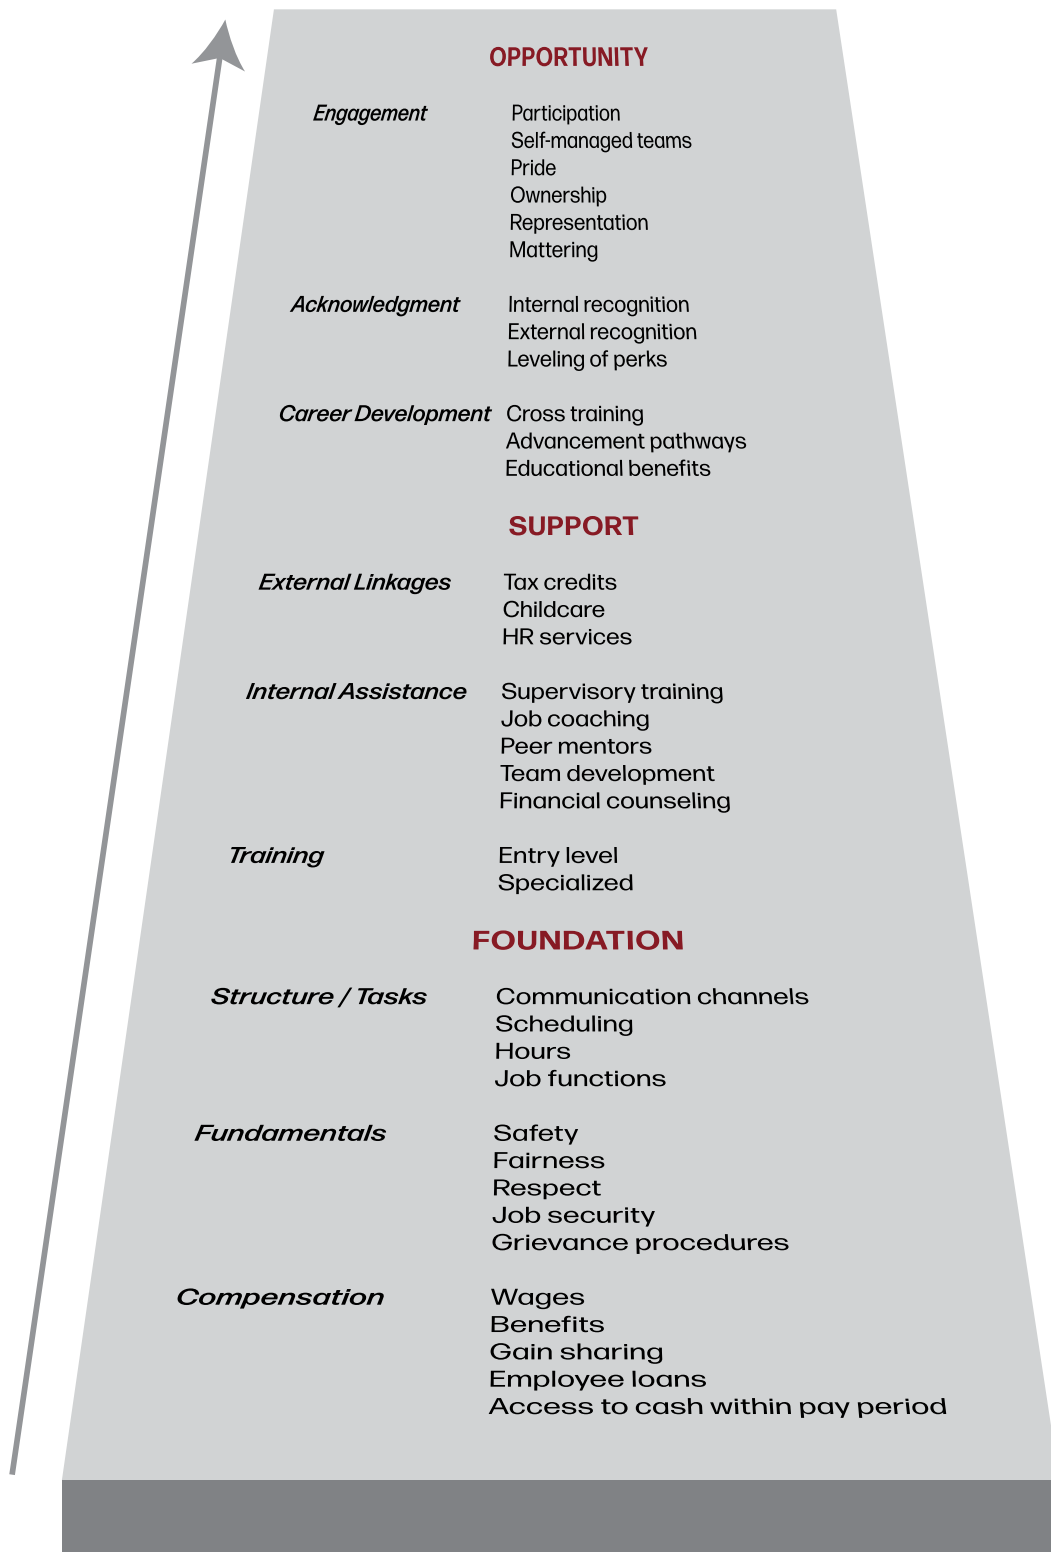 OPPORTUNITY
Engagement Participation
Self-managed teams
Pride
Ownership
Representation
Mattering
Acknowledgment Internal recognition
External recognition
Leveling of perks
Career Development Cross training
Advancement pathways
Educational benefits
SUPPORT
External Linkages Tax credits
Childcare
HR services
Internal Assistance Supervisory training
Job coaching
Peer mentors
Team development
Financial counseling
Training Entry level
Specialized
FOUNDATION
Structure / Tasks Communication channels
Scheduling
Hours
Job functions
Fundamentals Safety
Fairness
Respect
Job security
Grievance procedures
Compensation Wages
Benefits
Gain sharing
Employee loans
Access to cash within pay period